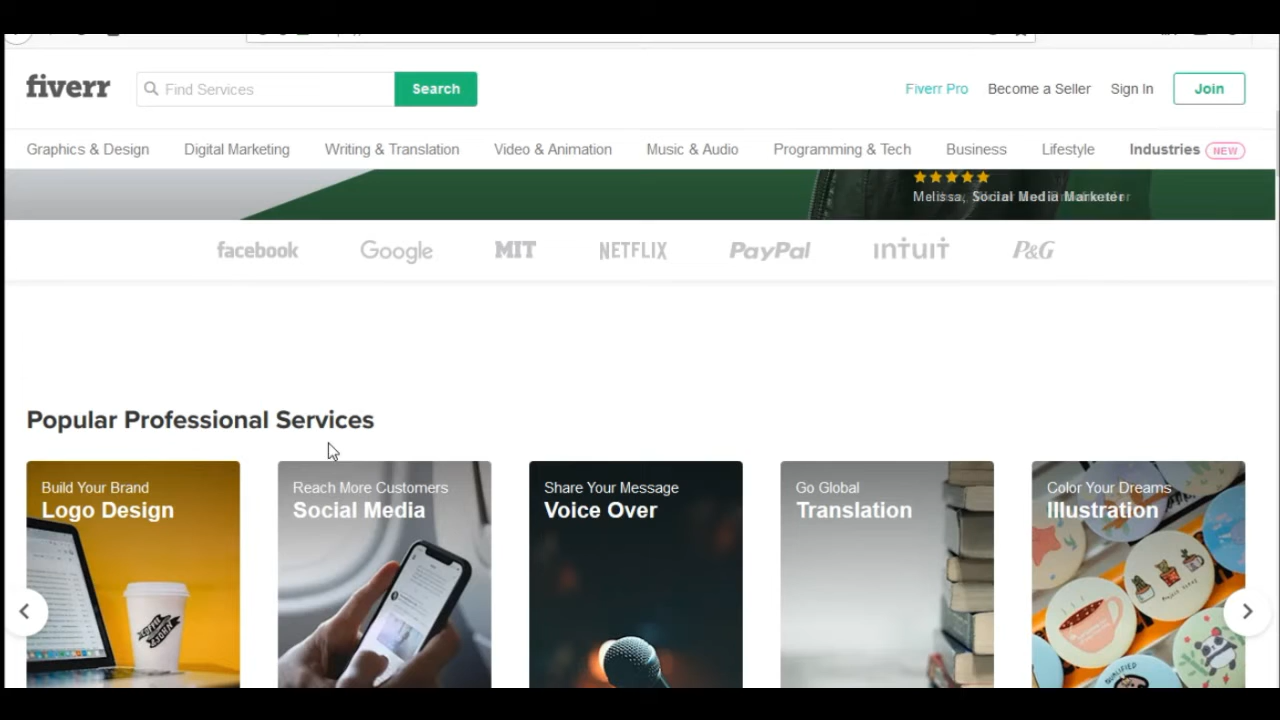 fiverr
Find Services
Search
Fiverr Pro
Become a Seller
Sign In
Join
Graphics & Design
Digital Marketing
Writing & Translation
Video & Animation
Music & Audio
Programming & Tech
Business
Lifestyle
Industries NEW
Melissa, Social Media Marketer
facebook
Google
MIT
NETFLIX
PayPal
intuit
P&G
Popular Professional Services
Build Your Brand
Logo Design
Reach More Customers
Social Media
Share Your Message
Voice Over
Go Global
Translation
Color Your Dreams
Illustration